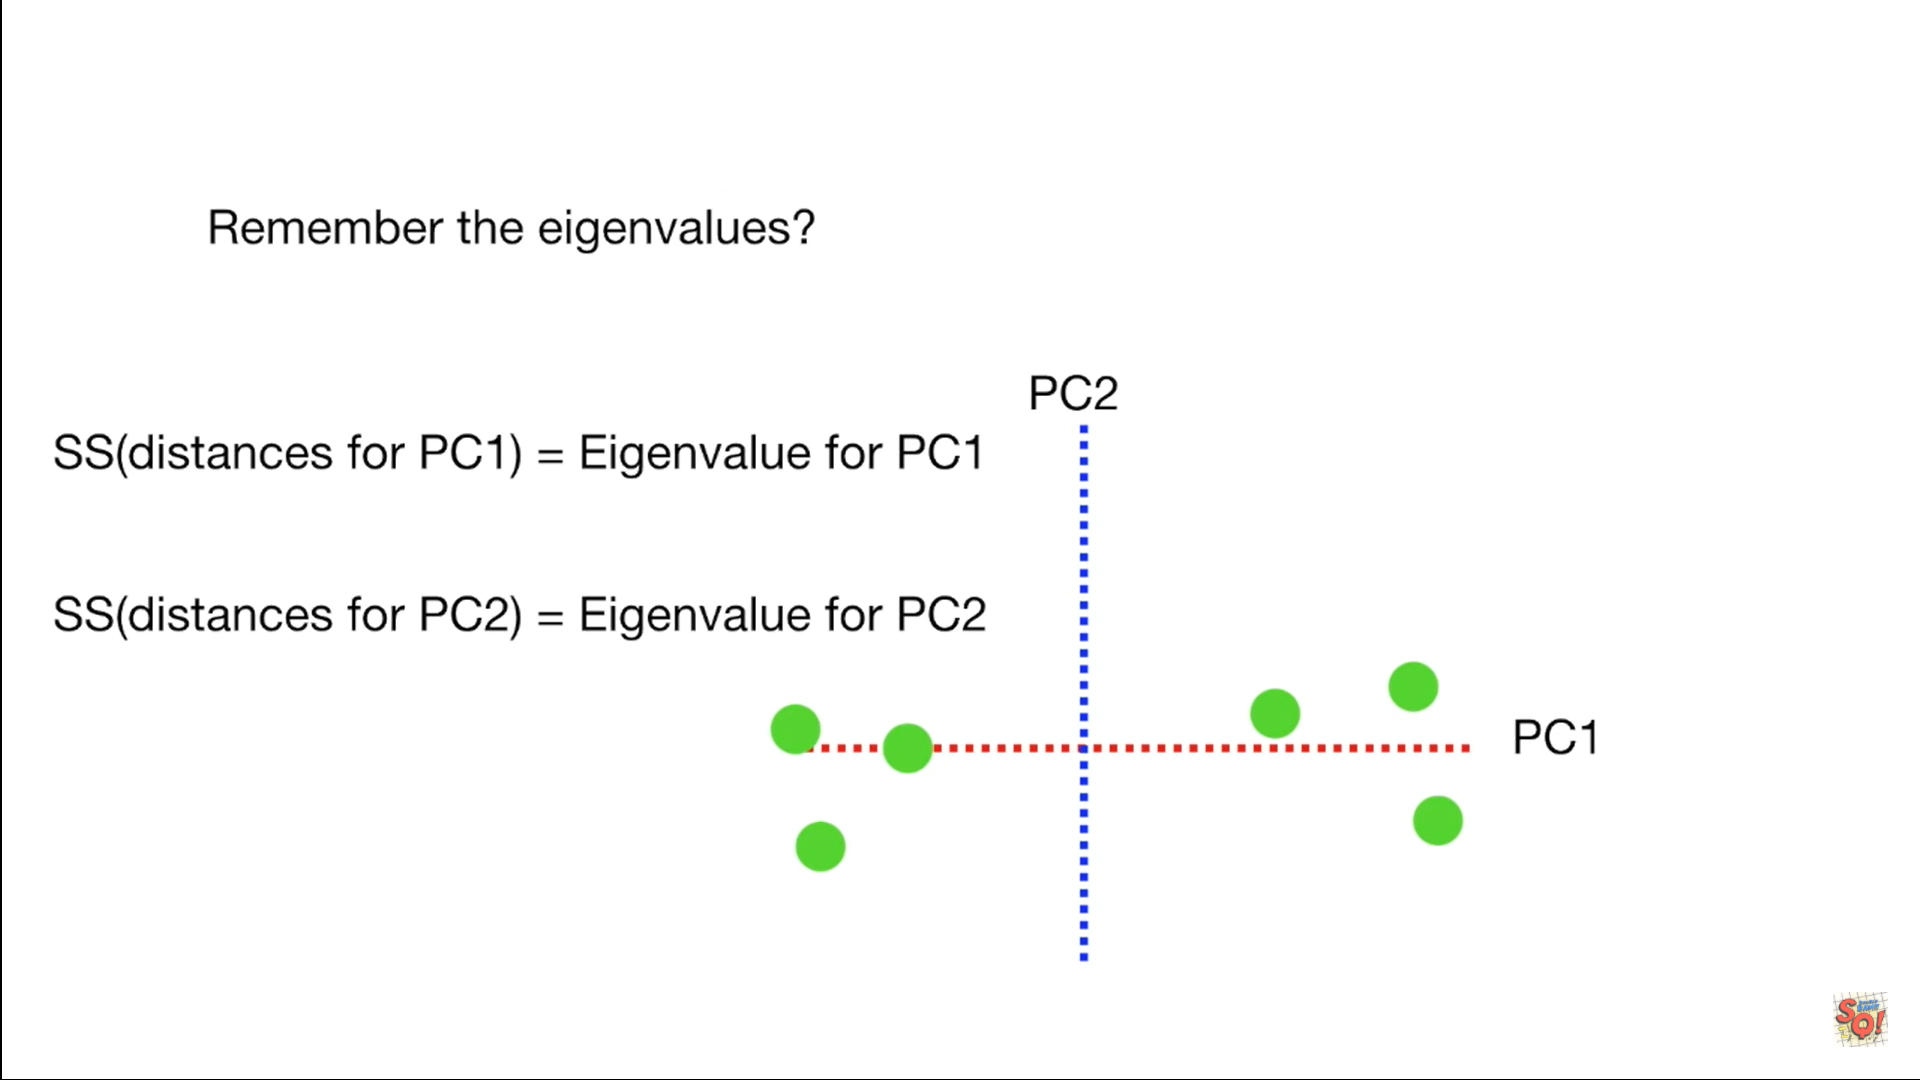 Remember the eigenvalues?
PC2
SS(distances for PC1) = Eigenvalue for PC1
SS(distances for PC2) = Eigenvalue for PC2
PC1
SQ!